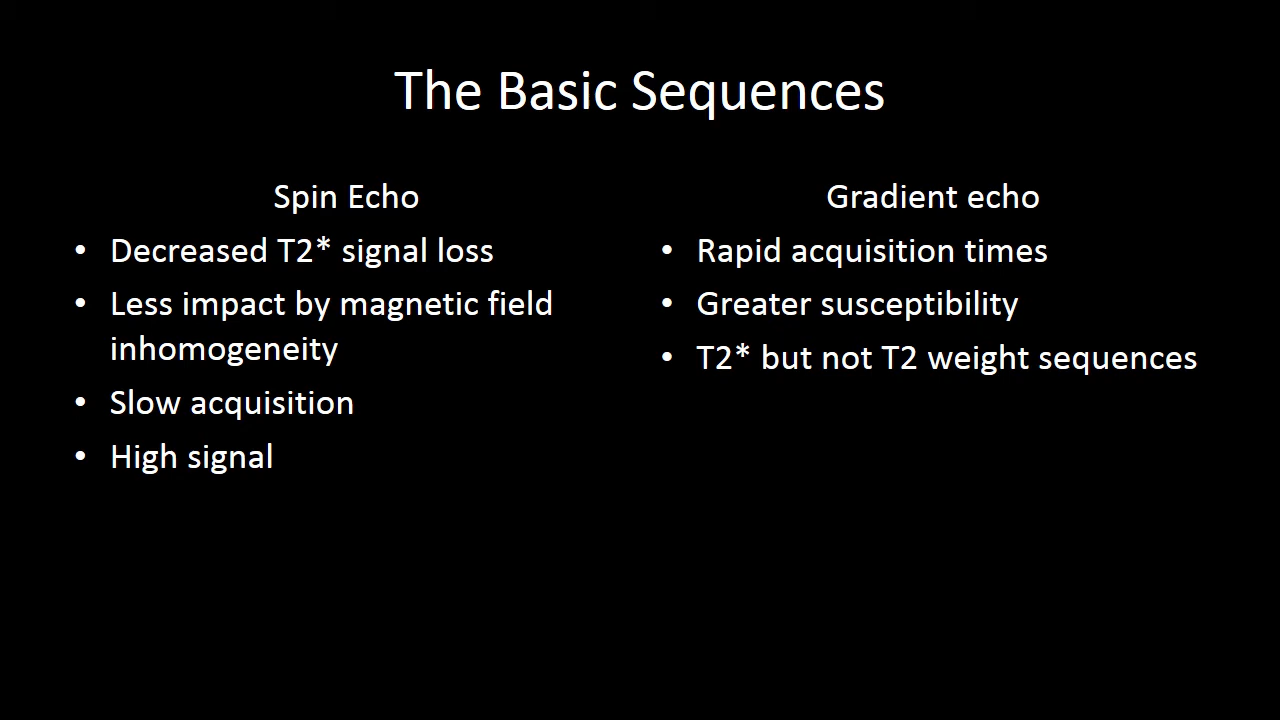 The Basic Sequences
Spin Echo
• Decreased T2* signal loss
• Less impact by magnetic field
inhomogeneity
• Slow acquisition
• High signal
Gradient echo
• Rapid acquisition times
• Greater susceptibility
• T2* but not T2 weight sequences